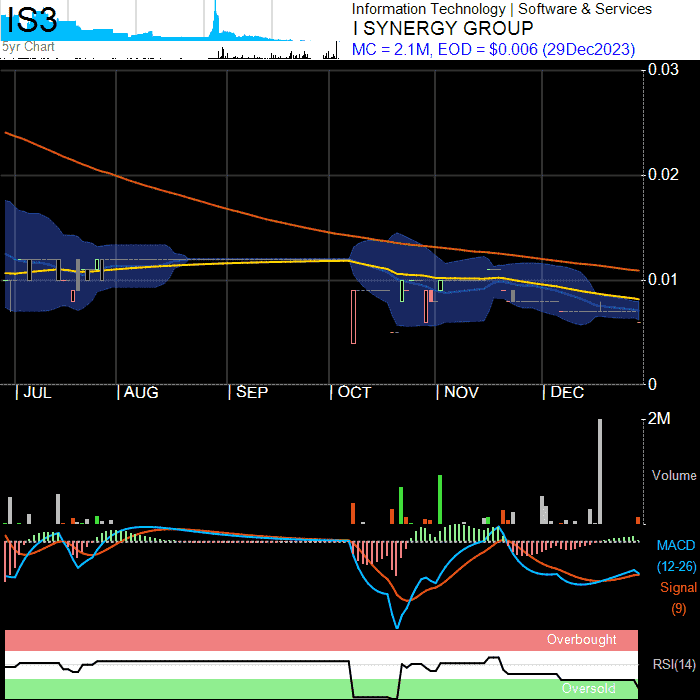 IS3
5yr Chart
Information Technology | Software & Services
I SYNERGY GROUP
MC = 2.1M, EOD = $0.006 (29Dec2023)
0.03
0.02
0.01
0
JUL AUG SEP OCT NOV DEC
2M
Volume
MACD
(12-26)
Signal
(9)
Overbought
RSI(14)
Oversold